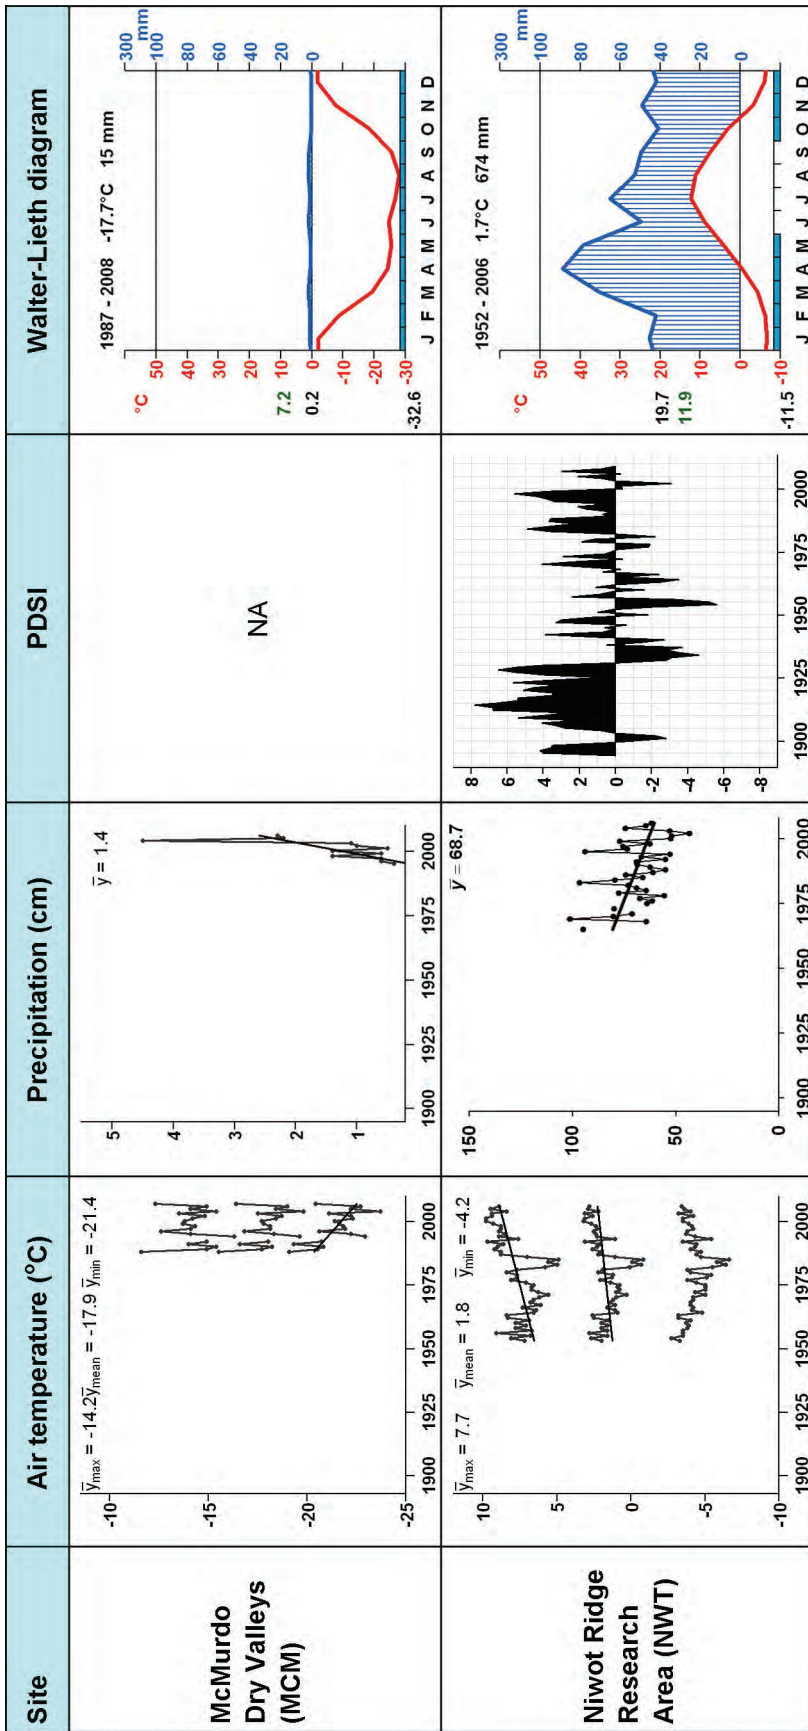 Site
Air temperature (°C)
Precipitation (cm)
PDSI
Walter-Lieth diagram
McMurdo
Dry Valleys
(MCM)
y̅max = -14.2 y̅mean = -17.9 y̅min = -21.4
-10
-15
-20
-25
1900 1925 1950 1975 2000
y̅ = 1.4
5
4
3
2
1
1900 1925 1950 1975 2000
NA
1987 - 2008 -17.7°C 15 mm
°C
mm
50
40
30
20
10
0
-10
-20
-30
300
100
80
60
40
20
0
7.2
0.2
-32.6
J F M A M J J A S O N D
Niwot Ridge
Research
Area (NWT)
y̅max = 7.7 y̅mean = 1.8 y̅min = -4.2
10
5
0
-5
-10
1900 1925 1950 1975 2000
y̅ = 68.7
150
100
50
0
1900 1925 1950 1975 2000
8
6
4
2
0
-2
-4
-6
-8
1900 1925 1950 1975 2000
1952 - 2006 1.7°C 674 mm
°C
mm
50
40
30
20
10
0
-10
300
100
80
60
40
20
0
19.7
11.9
-11.5
J F M A M J J A S O N D